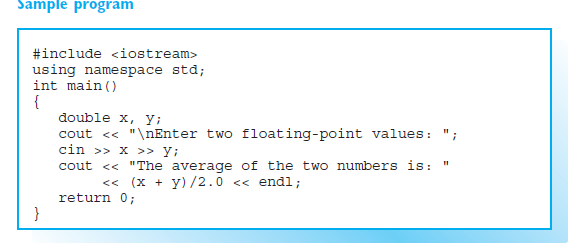 Sample program
#include <iostream>
using namespace std;
int main()
{
    double x, y;
    cout << "\nEnter two floating-point values: ";
    cin >> x >> y;
    cout << "The average of the two numbers is: "
         << (x + y)/2.0 << endl;
    return 0;
}